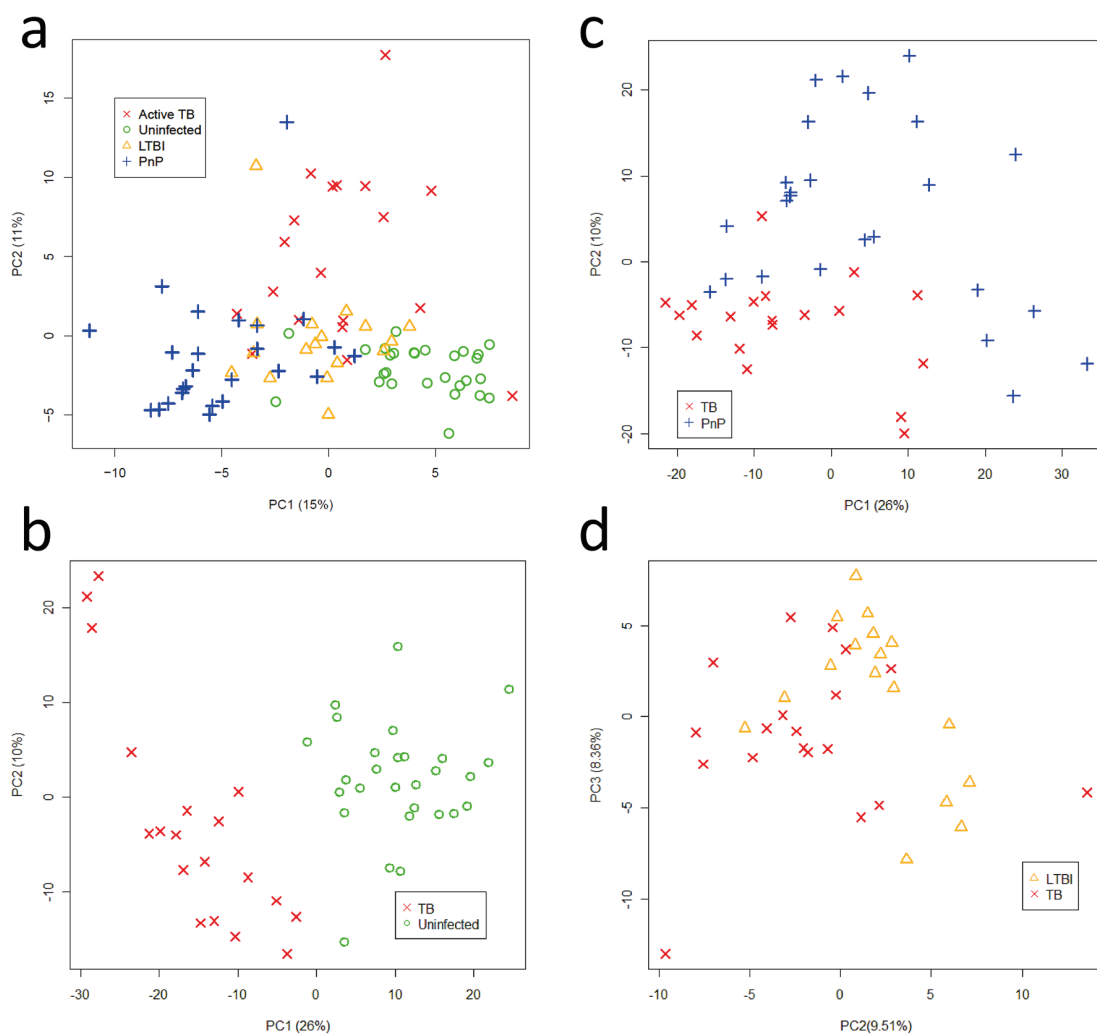 a
15
10
5
0
−5
PC2 (11%)
Active TB
Uninfected
LTBI
PnP
−10
−5
0
5
PC1 (15%)
c
20
10
0
-10
-20
PC2 (10%)
TB
PnP
-20
-10
0
10
20
30
PC1 (26%)
b
20
10
0
-10
PC2 (10%)
TB
Uninfected
-30
-20
-10
0
10
20
PC1 (26%)
d
5
0
-5
-10
PC3 (8.36%)
LTBI
TB
-10
-5
0
5
10
PC2(9.51%)